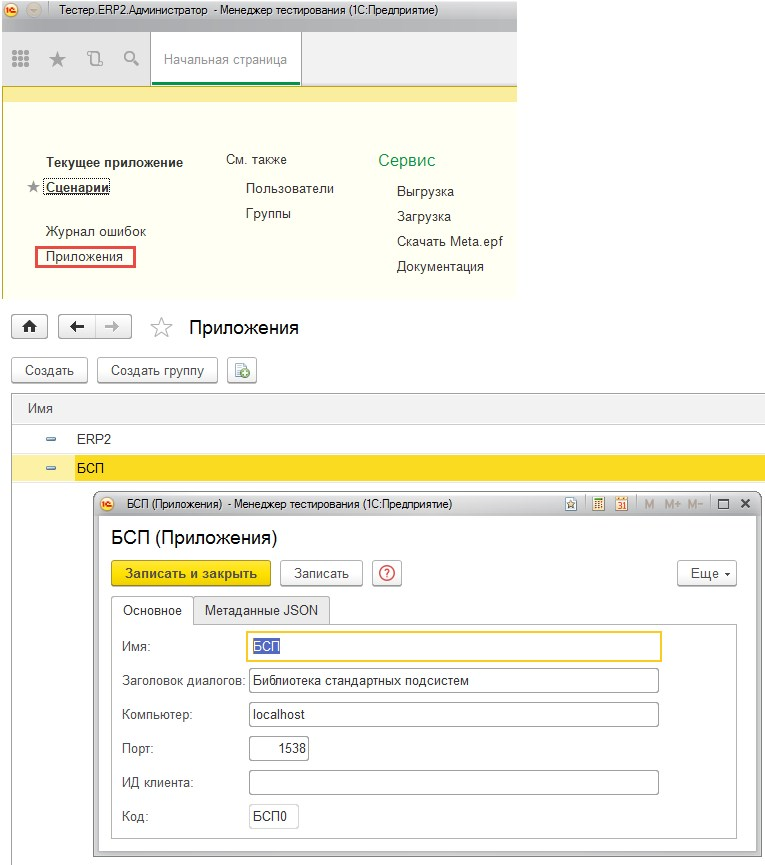 Тестер.ERP2.Администратор - Менеджер тестирования (1С:Предприятие)
Начальная страница
Текущее приложение
Сценарии
Журнал ошибок
Приложения
См. также
Пользователи
Группы
Сервис
Выгрузка
Загрузка
Скачать Meta.epf
Документация
Приложения
Создать
Создать группу
Имя
ERP2
БСП
БСП (Приложения) - Менеджер тестирования (1С:Предприятие)
31 M M+ M-
БСП (Приложения)
Записать и закрыть
Записать
?
Еще
Основное
Метаданные JSON
Имя: БСП
Заголовок диалогов: Библиотека стандартных подсистем
Компьютер: localhost
Порт: 1538
ИД клиента:
Код: БСП0